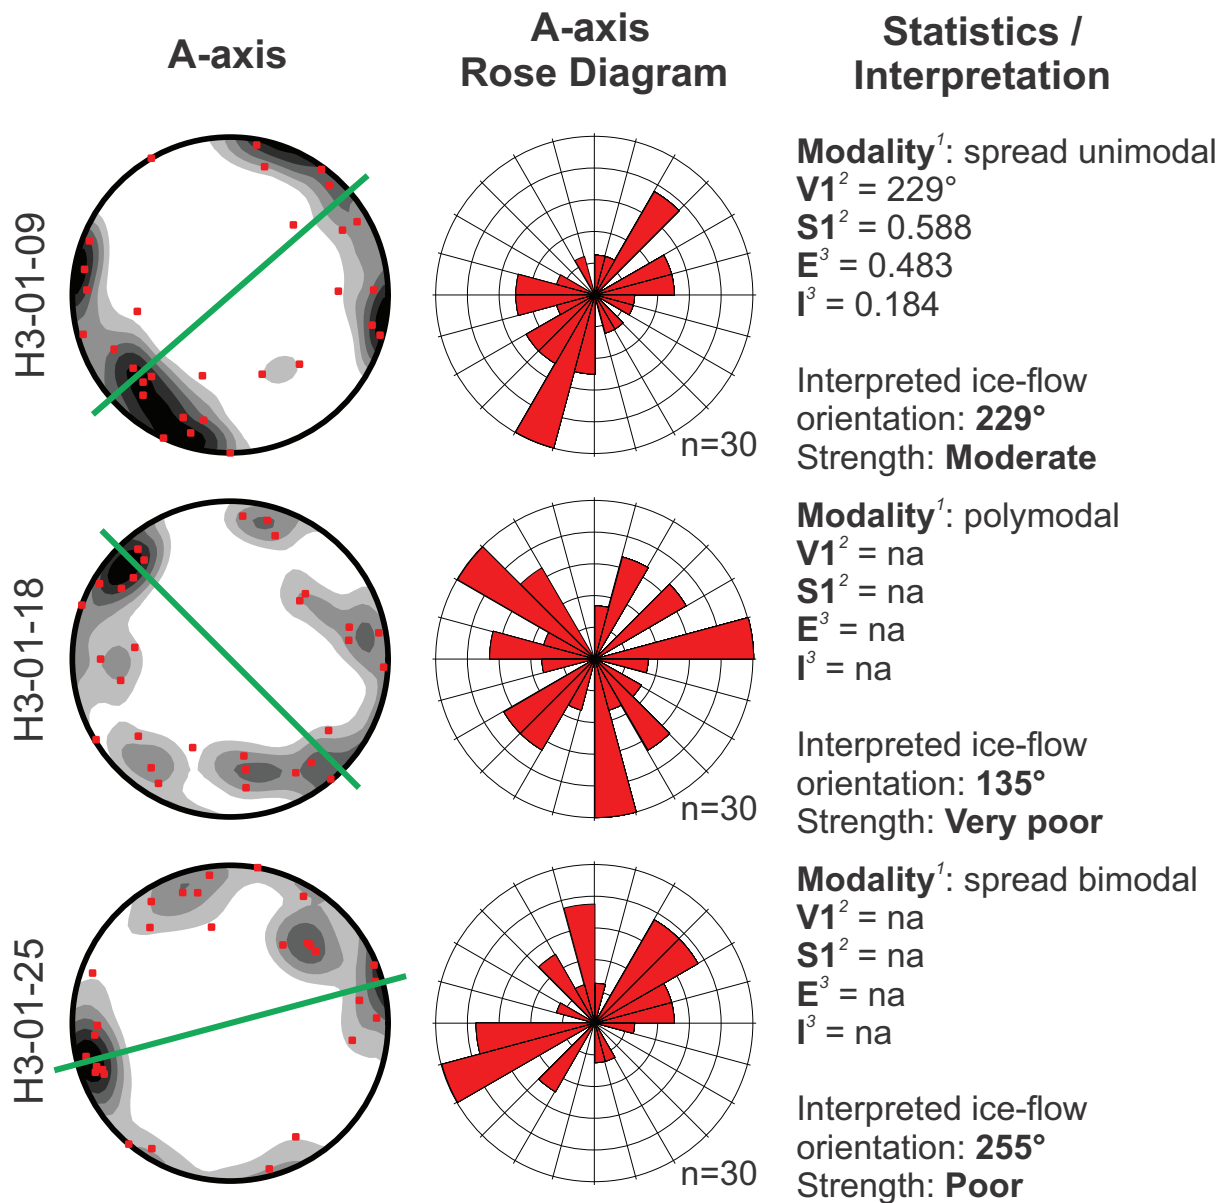 A-axis
A-axis
Rose Diagram
Statistics /
Interpretation
H3-01-09
n=30
Modality¹: spread unimodal
V1² = 229°
S1² = 0.588
E³ = 0.483
I³ = 0.184
Interpreted ice-flow
orientation: 229°
Strength: Moderate
H3-01-18
n=30
Modality¹: polymodal
V1² = na
S1² = na
E³ = na
I³ = na
Interpreted ice-flow
orientation: 135°
Strength: Very poor
H3-01-25
n=30
Modality¹: spread bimodal
V1² = na
S1² = na
E³ = na
I³ = na
Interpreted ice-flow
orientation: 255°
Strength: Poor